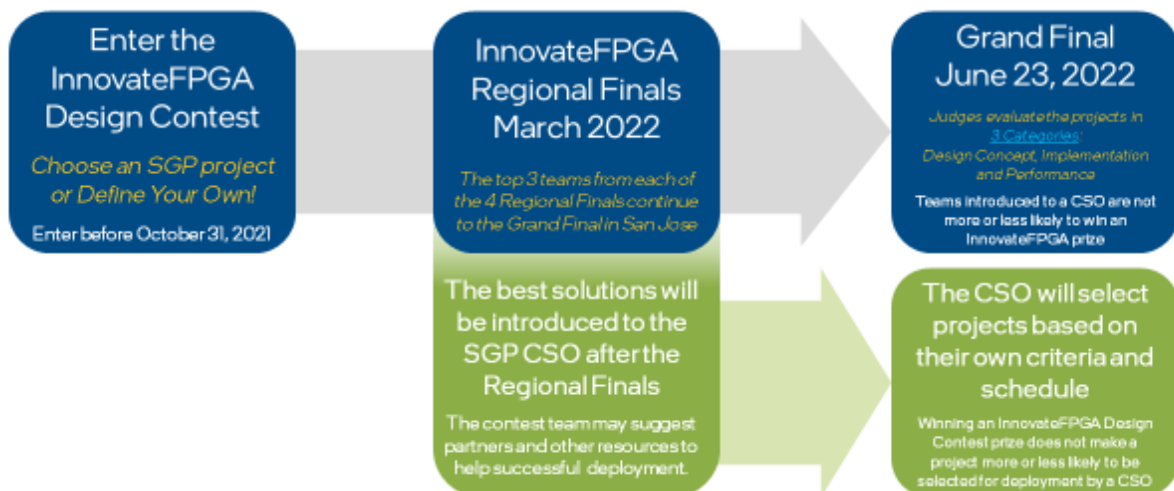 Enter the
InnovateFPGA
Design Contest
Choose an SGP project
or Define Your Own!
Enter before October 31, 2021
InnovateFPGA
Regional Finals
March 2022
The top 3 teams from each of
the 4 Regional Finals continue
to the Grand Final in San Jose
The best solutions will
be introduced to the
SGP CSO after the
Regional Finals
The contest team may suggest
partners and other resources to
help successful deployment.
Grand Final
June 23, 2022
Judges evaluate the projects in
3 Categories:
Design Concept, Implementation
and Performance
Teams introduced to a CSO are not
more or less likely to win an
InnovateFPGA prize
The CSO will select
projects based on
their own criteria and
schedule
Winning an InnovateFPGA Design
Contest prize does not make a
project more or less likely to be
selected for deployment by a CSO